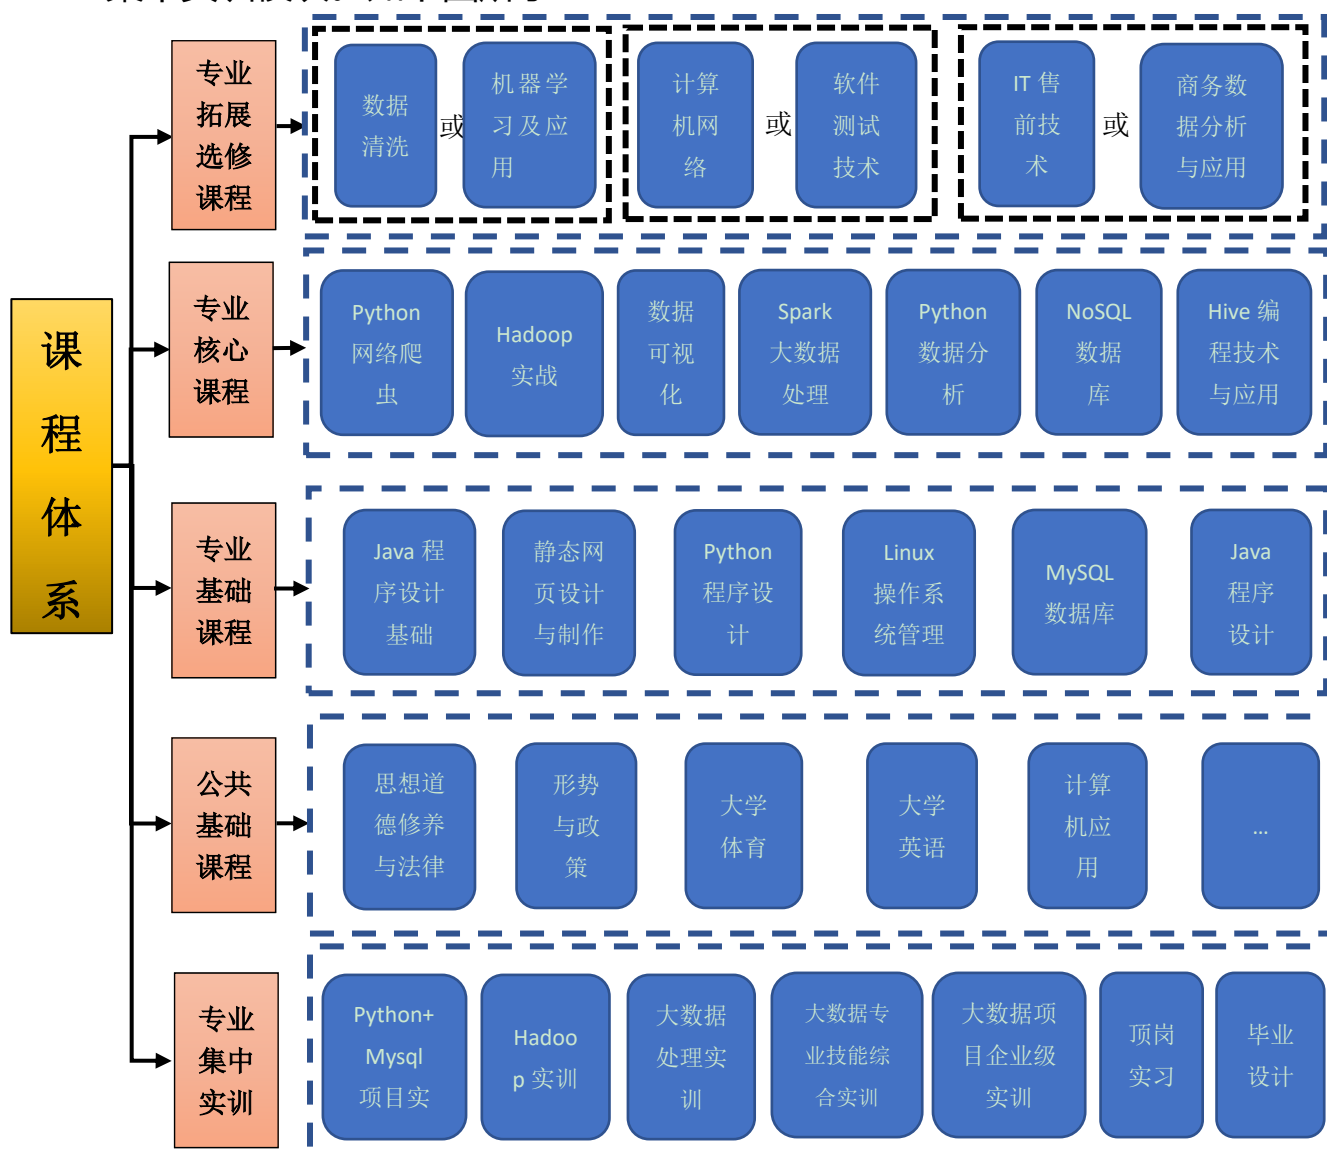 课
程
体
系
专业
拓展
选修
课程
数据
清洗
或
机器学
习及应
用
计算
机网
络
或
软件
测试
技术
IT 售
前技
术
或
商务数
据分析
与应用
专业
核心
课程
Python
网络爬
虫
Hadoop
实战
数据
可视
化
Spark
大数据
处理
Python
数据分
析
NoSQL
数据
库
Hive 编
程技术
与应用
专业
基础
课程
Java 程
序设计
基础
静态网
页设计
与制作
Python
程序设
计
Linux
操作系
统管理
MySQL
数据库
Java
程序
设计
公共
基础
课程
思想道
德修养
与法律
形势
与政
策
大学
体育
大学
英语
计算
机应
用
...
专业
集中
实训
Python+
Mysql
项目实
Hadoo
p 实训
大数据
处理实
训
大数据专
业技能综
合实训
大数据项
目企业级
实训
顶岗
实习
毕业
设计